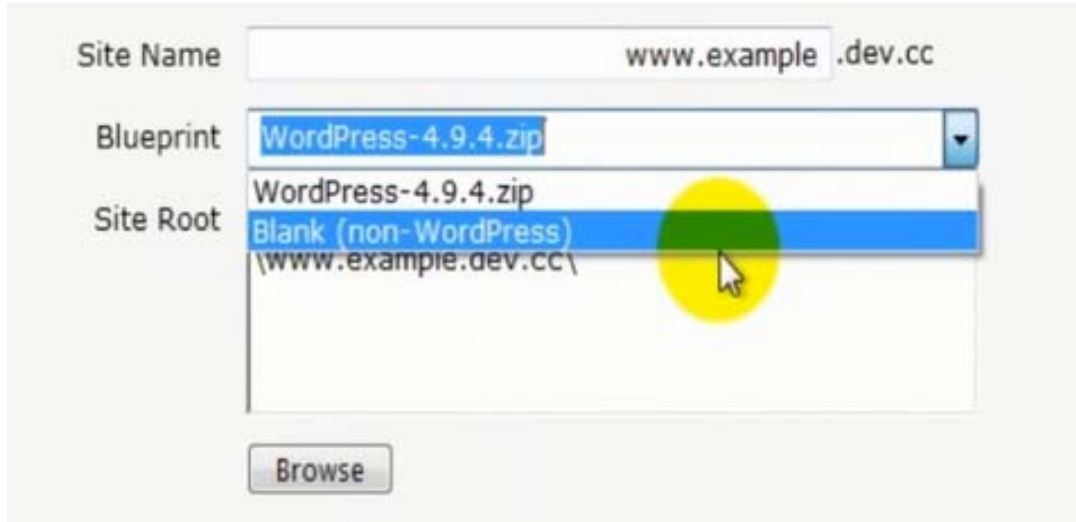 Site Name www.example .dev.cc
Blueprint WordPress-4.9.4.zip
WordPress-4.9.4.zip
Site Root
Blank (non-WordPress)
\www.example.dev.cc\
Browse